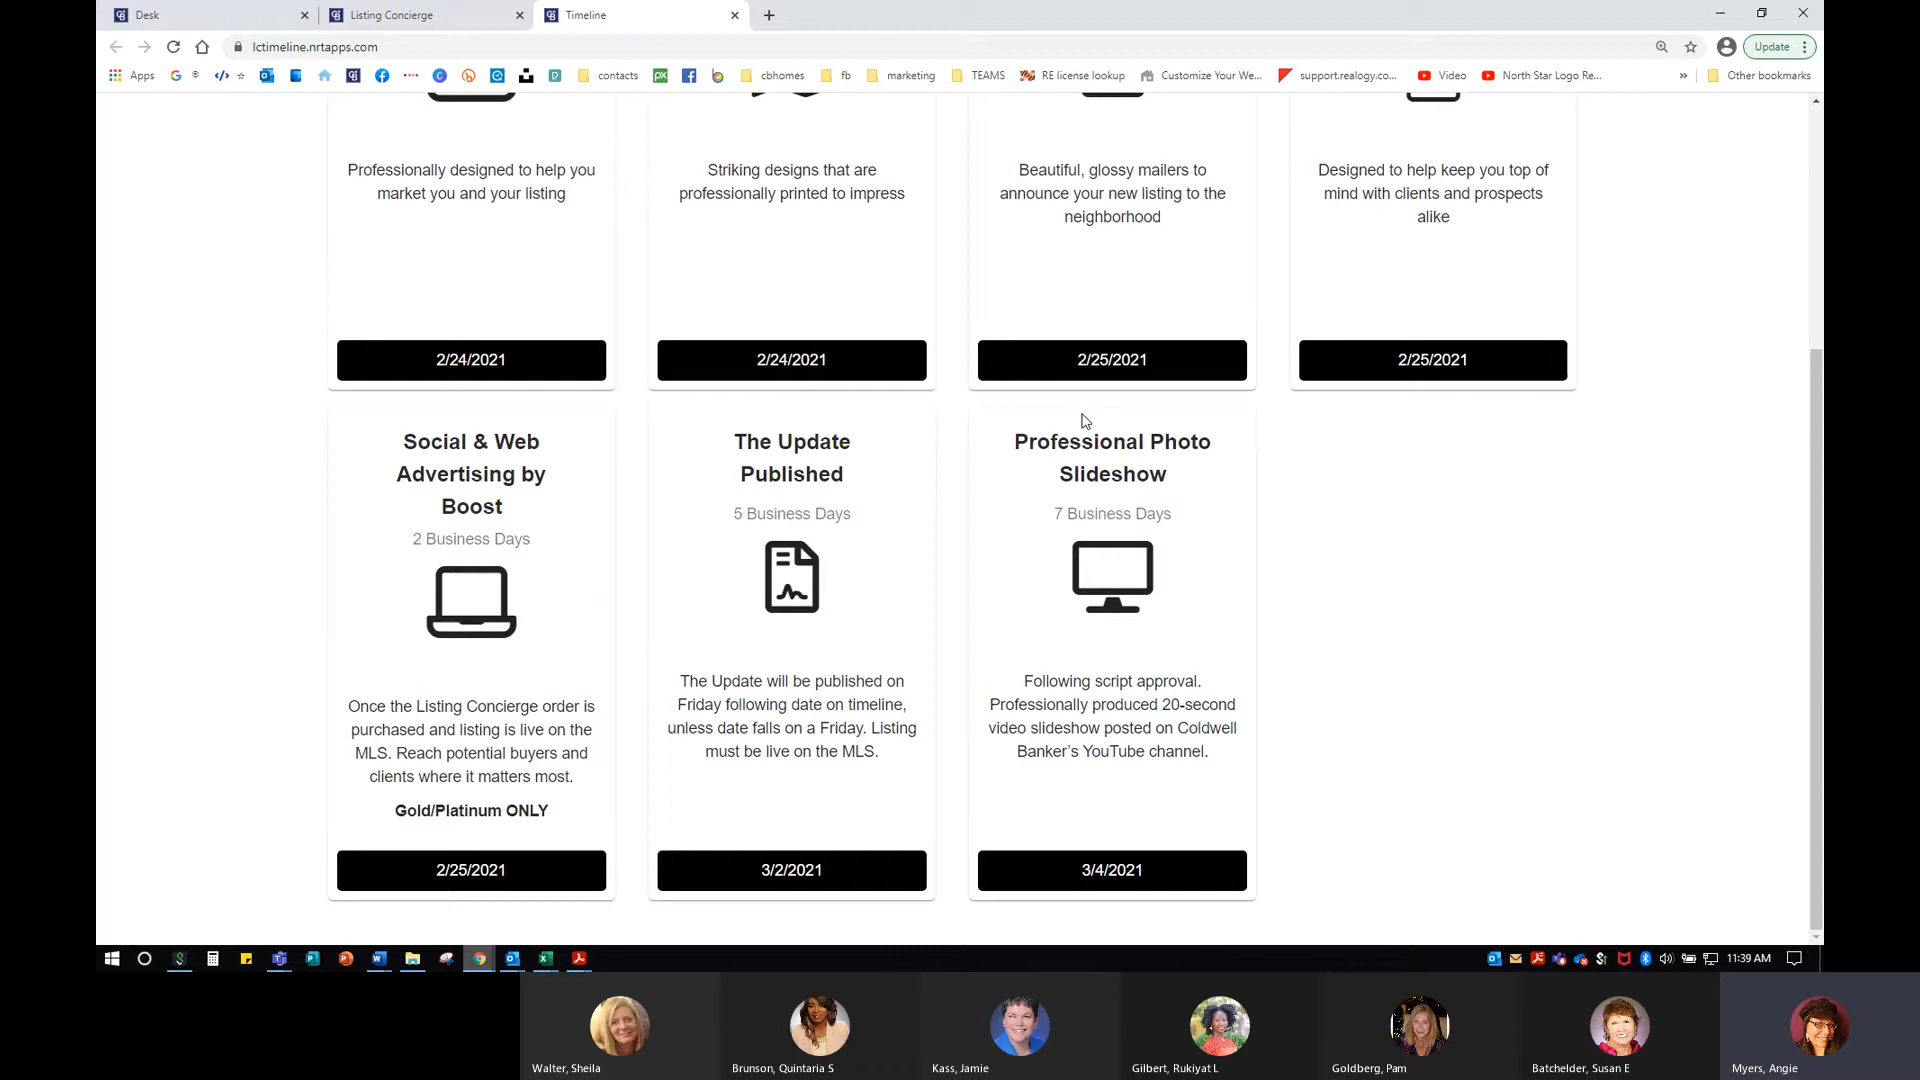 Desk
Listing Concierge
Timeline
lctimeline.nrtapps.com
Update
Apps
contacts
cbhomes
fb
marketing
TEAMS
RE license lookup
Customize Your We...
support.realogy.co...
Video
North Star Logo Re...
»
Other bookmarks
Professionally designed to help you
market you and your listing
2/24/2021
Striking designs that are
professionally printed to impress
2/24/2021
Beautiful, glossy mailers to
announce your new listing to the
neighborhood
2/25/2021
Designed to help keep you top of
mind with clients and prospects
alike
2/25/2021
Social & Web
Advertising by
Boost
2 Business Days
Once the Listing Concierge order is
purchased and listing is live on the
MLS. Reach potential buyers and
clients where it matters most.
Gold/Platinum ONLY
2/25/2021
The Update
Published
5 Business Days
The Update will be published on
Friday following date on timeline,
unless date falls on a Friday. Listing
must be live on the MLS.
3/2/2021
Professional Photo
Slideshow
7 Business Days
Following script approval.
Professionally produced 20-second
video slideshow posted on Coldwell
Banker’s YouTube channel.
3/4/2021
11:39 AM
Walter, Sheila
Brunson, Quintaria S
Kass, Jamie
Gilbert, Rukiyat L
Goldberg, Pam
Batchelder, Susan E
Myers, Angie